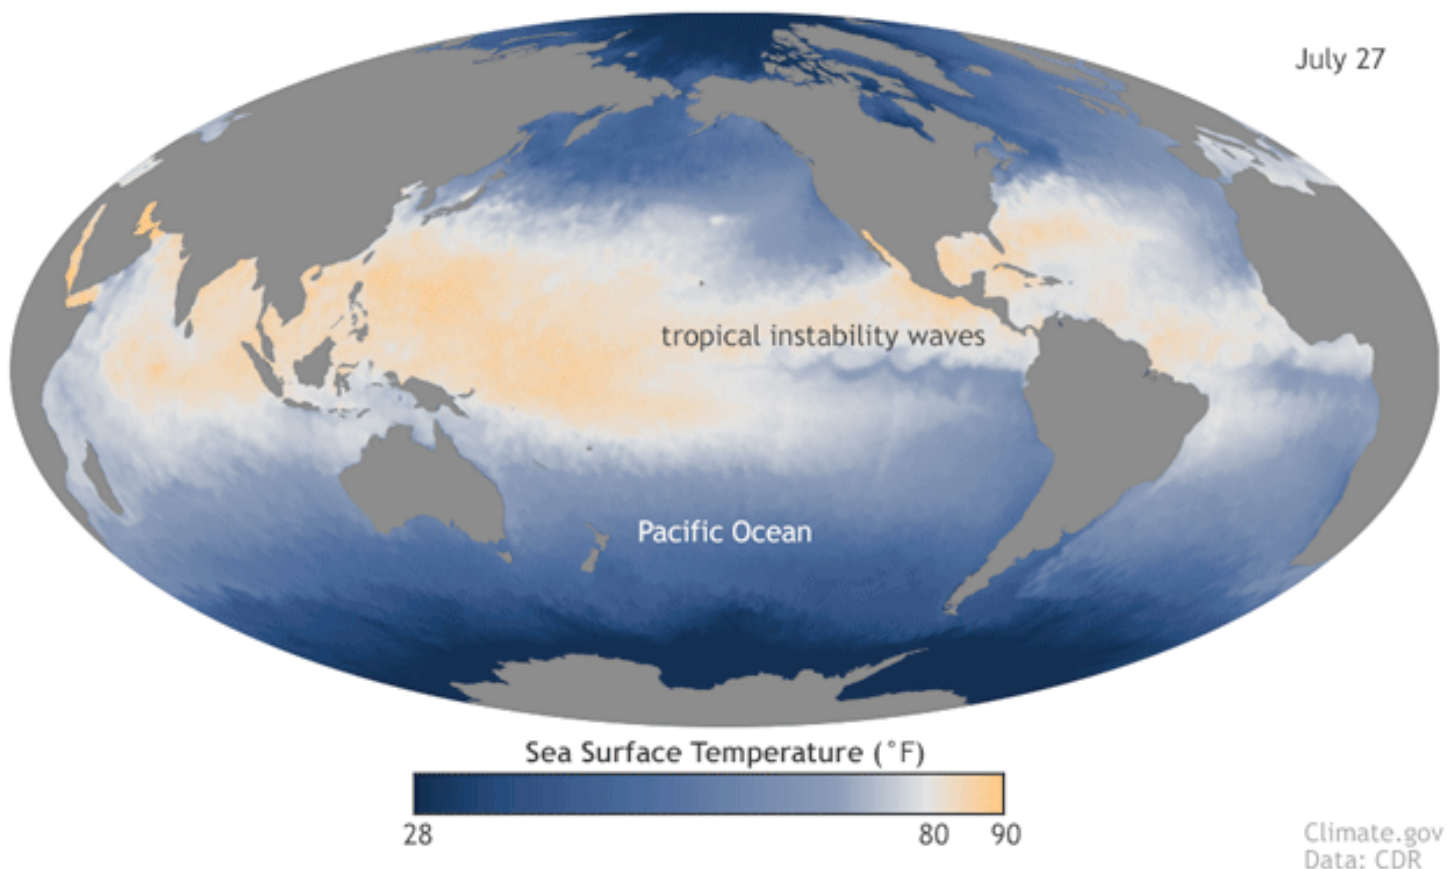 July 27
tropical instability waves
Pacific Ocean
Sea Surface Temperature (°F)
28 80 90
Climate.gov
Data: CDR